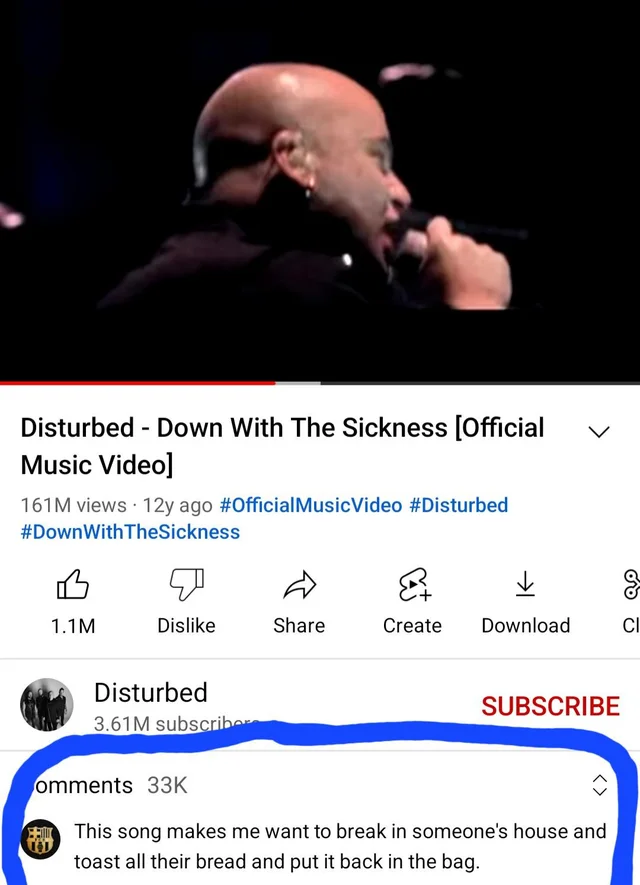 Disturbed - Down With The Sickness [Official
Music Video]
161M views · 12y ago #OfficialMusicVideo #Disturbed
#DownWithTheSickness
1.1M Dislike Share Create Download Cl
Disturbed
3.61M subscribers
SUBSCRIBE
omments 33K
This song makes me want to break in someone's house and
toast all their bread and put it back in the bag.